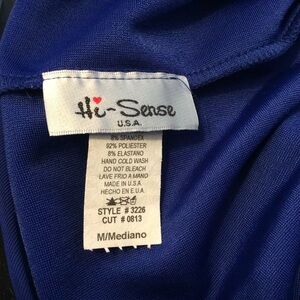 Hi-Sense
U.S.A.
8% SPANDEX
92% POLIESTER
8% ELASTANO
HAND COLD WASH
DO NOT BLEACH
LAVE FRIO A MANO
MADE IN U.S.A
HECHO EN E.U.A.
STYLE # 3226
CUT # 0813
M/Mediano